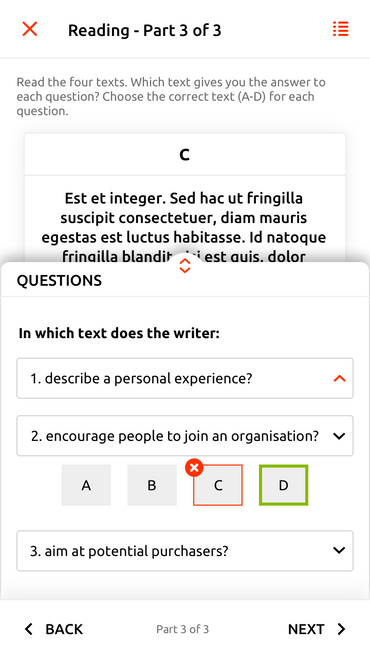 Reading - Part 3 of 3
Read the four texts. Which text gives you the answer to
each question? Choose the correct text (A-D) for each
question.
C
Est et integer. Sed hac ut fringilla
suscipit consectetuer, diam mauris
egestas est luctus habitasse. Id natoque
fringilla est quis, dolor
QUESTIONS
In which text does the writer:
1. describe a personal experience?
2. encourage people to join an organisation?
A B C D
3. aim at potential purchasers?
BACK Part 3 of 3 NEXT